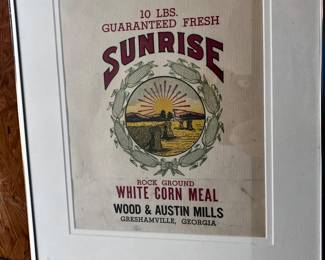 10 LBS.
GUARANTEED FRESH
SUNRISE
ROCK GROUND
WHITE CORN MEAL
WOOD & AUSTIN MILLS
GRESHAMVILLE, GEORGIA